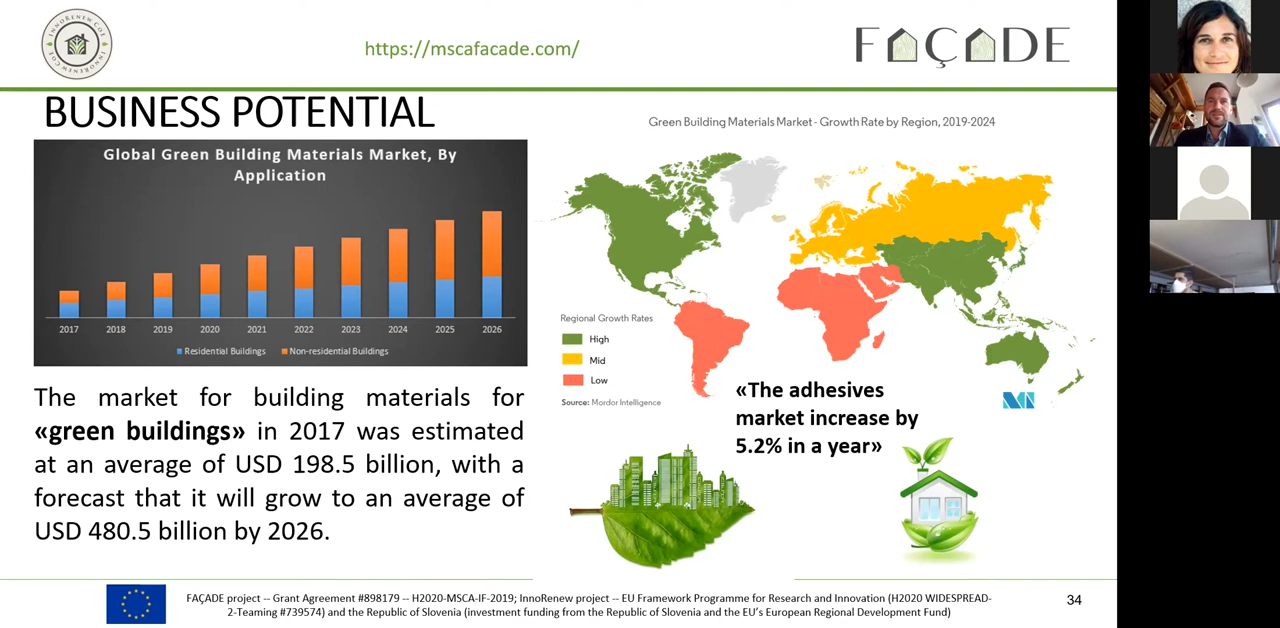 INNORENEW COE
INNORENEW COE
https://mscafacade.com/
FAÇADE
BUSINESS POTENTIAL
Global Green Building Materials Market, By
Application
2017 2018 2019 2020 2021 2022 2023 2024 2025 2026
Residential Buildings Non-residential Buildings
The market for building materials for
«green buildings» in 2017 was estimated
at an average of USD 198.5 billion, with a
forecast that it will grow to an average of
USD 480.5 billion by 2026.
Green Building Materials Market - Growth Rate by Region, 2019-2024
Regional Growth Rates
High
Mid
Low
Source: Mordor Intelligence
«The adhesives
market increase by
5.2% in a year»
FAÇADE project -- Grant Agreement #898179 -- H2020-MSCA-IF-2019; InnoRenew project -- EU Framework Programme for Research and Innovation (H2020 WIDESPREAD-
2-Teaming #739574) and the Republic of Slovenia (investment funding from the Republic of Slovenia and the EU's European Regional Development Fund)
34